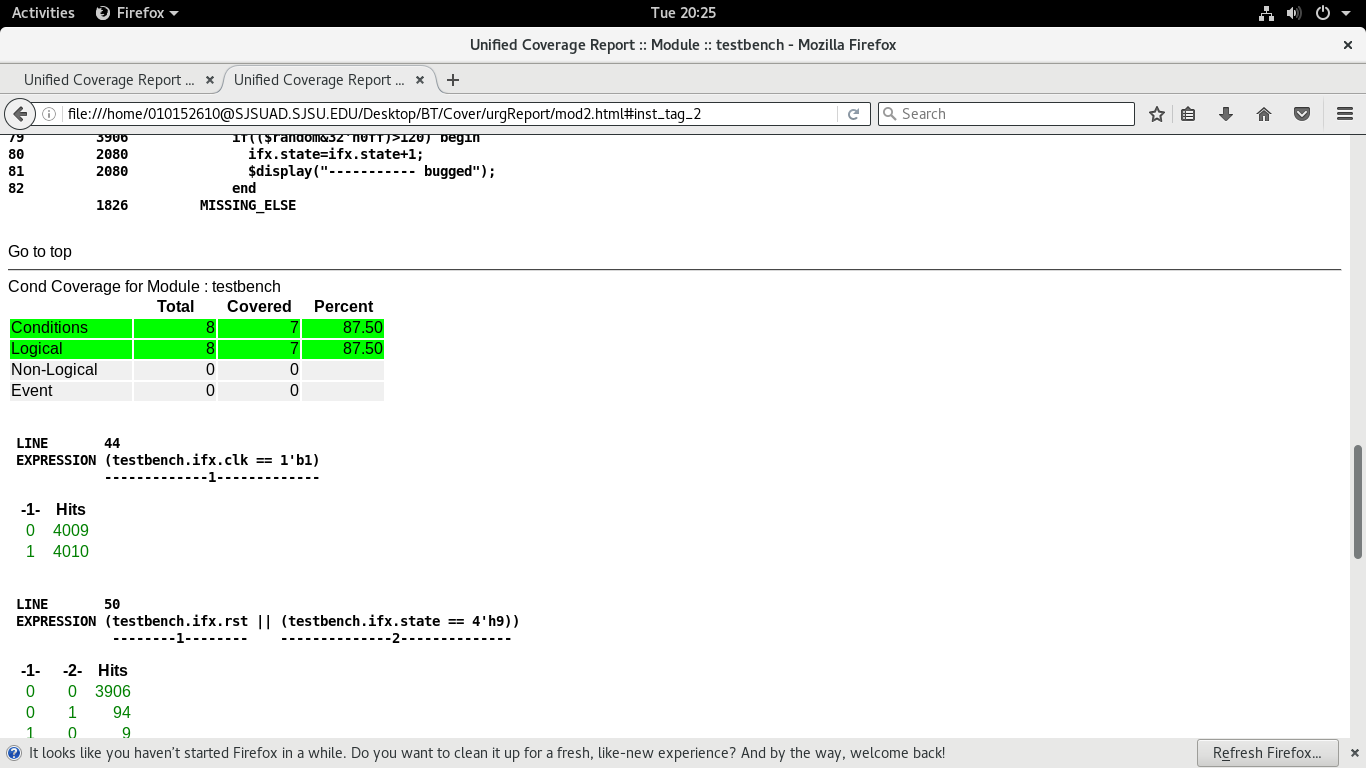 Activities Firefox Tue 20:25
Unified Coverage Report :: Module :: testbench - Mozilla Firefox
Unified Coverage Report ... Unified Coverage Report ...
file:///home/010152610@SJSUAD.SJSU.EDU/Desktop/BT/Cover/urgReport/mod2.html#inst_tag_2 Search
79 3906 if(($random&32'h0ff)>120) begin
80 2080 ifx.state=ifx.state+1;
81 2080 $display("----------- bugged");
82 end
1826 MISSING_ELSE
Go to top
Cond Coverage for Module : testbench
Total Covered Percent
Conditions 8 7 87.50
Logical 8 7 87.50
Non-Logical 0 0
Event 0 0
LINE 44
EXPRESSION (testbench.ifx.clk == 1'b1)
-------------1-------------
-1- Hits
0 4009
1 4010
LINE 50
EXPRESSION (testbench.ifx.rst || (testbench.ifx.state == 4'h9))
--------1-------- --------------2--------------
-1- -2- Hits
0 0 3906
0 1 94
1 0 9
It looks like you haven't started Firefox in a while. Do you want to clean it up for a fresh, like-new experience? And by the way, welcome back! Refresh Firefox...